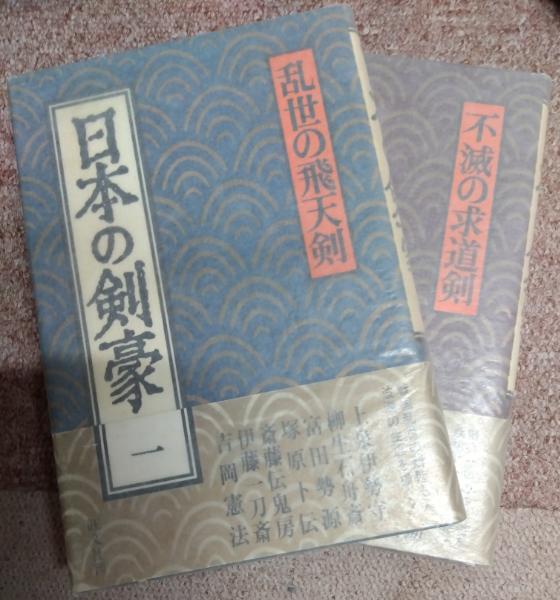 日本の剣豪
一
乱世の飛天剣
上泉伊勢守
柳生石舟斎
富田勢源
塚原卜伝
斎藤伝鬼房
伊藤一刀斎
吉岡憲法
不滅の求道剣